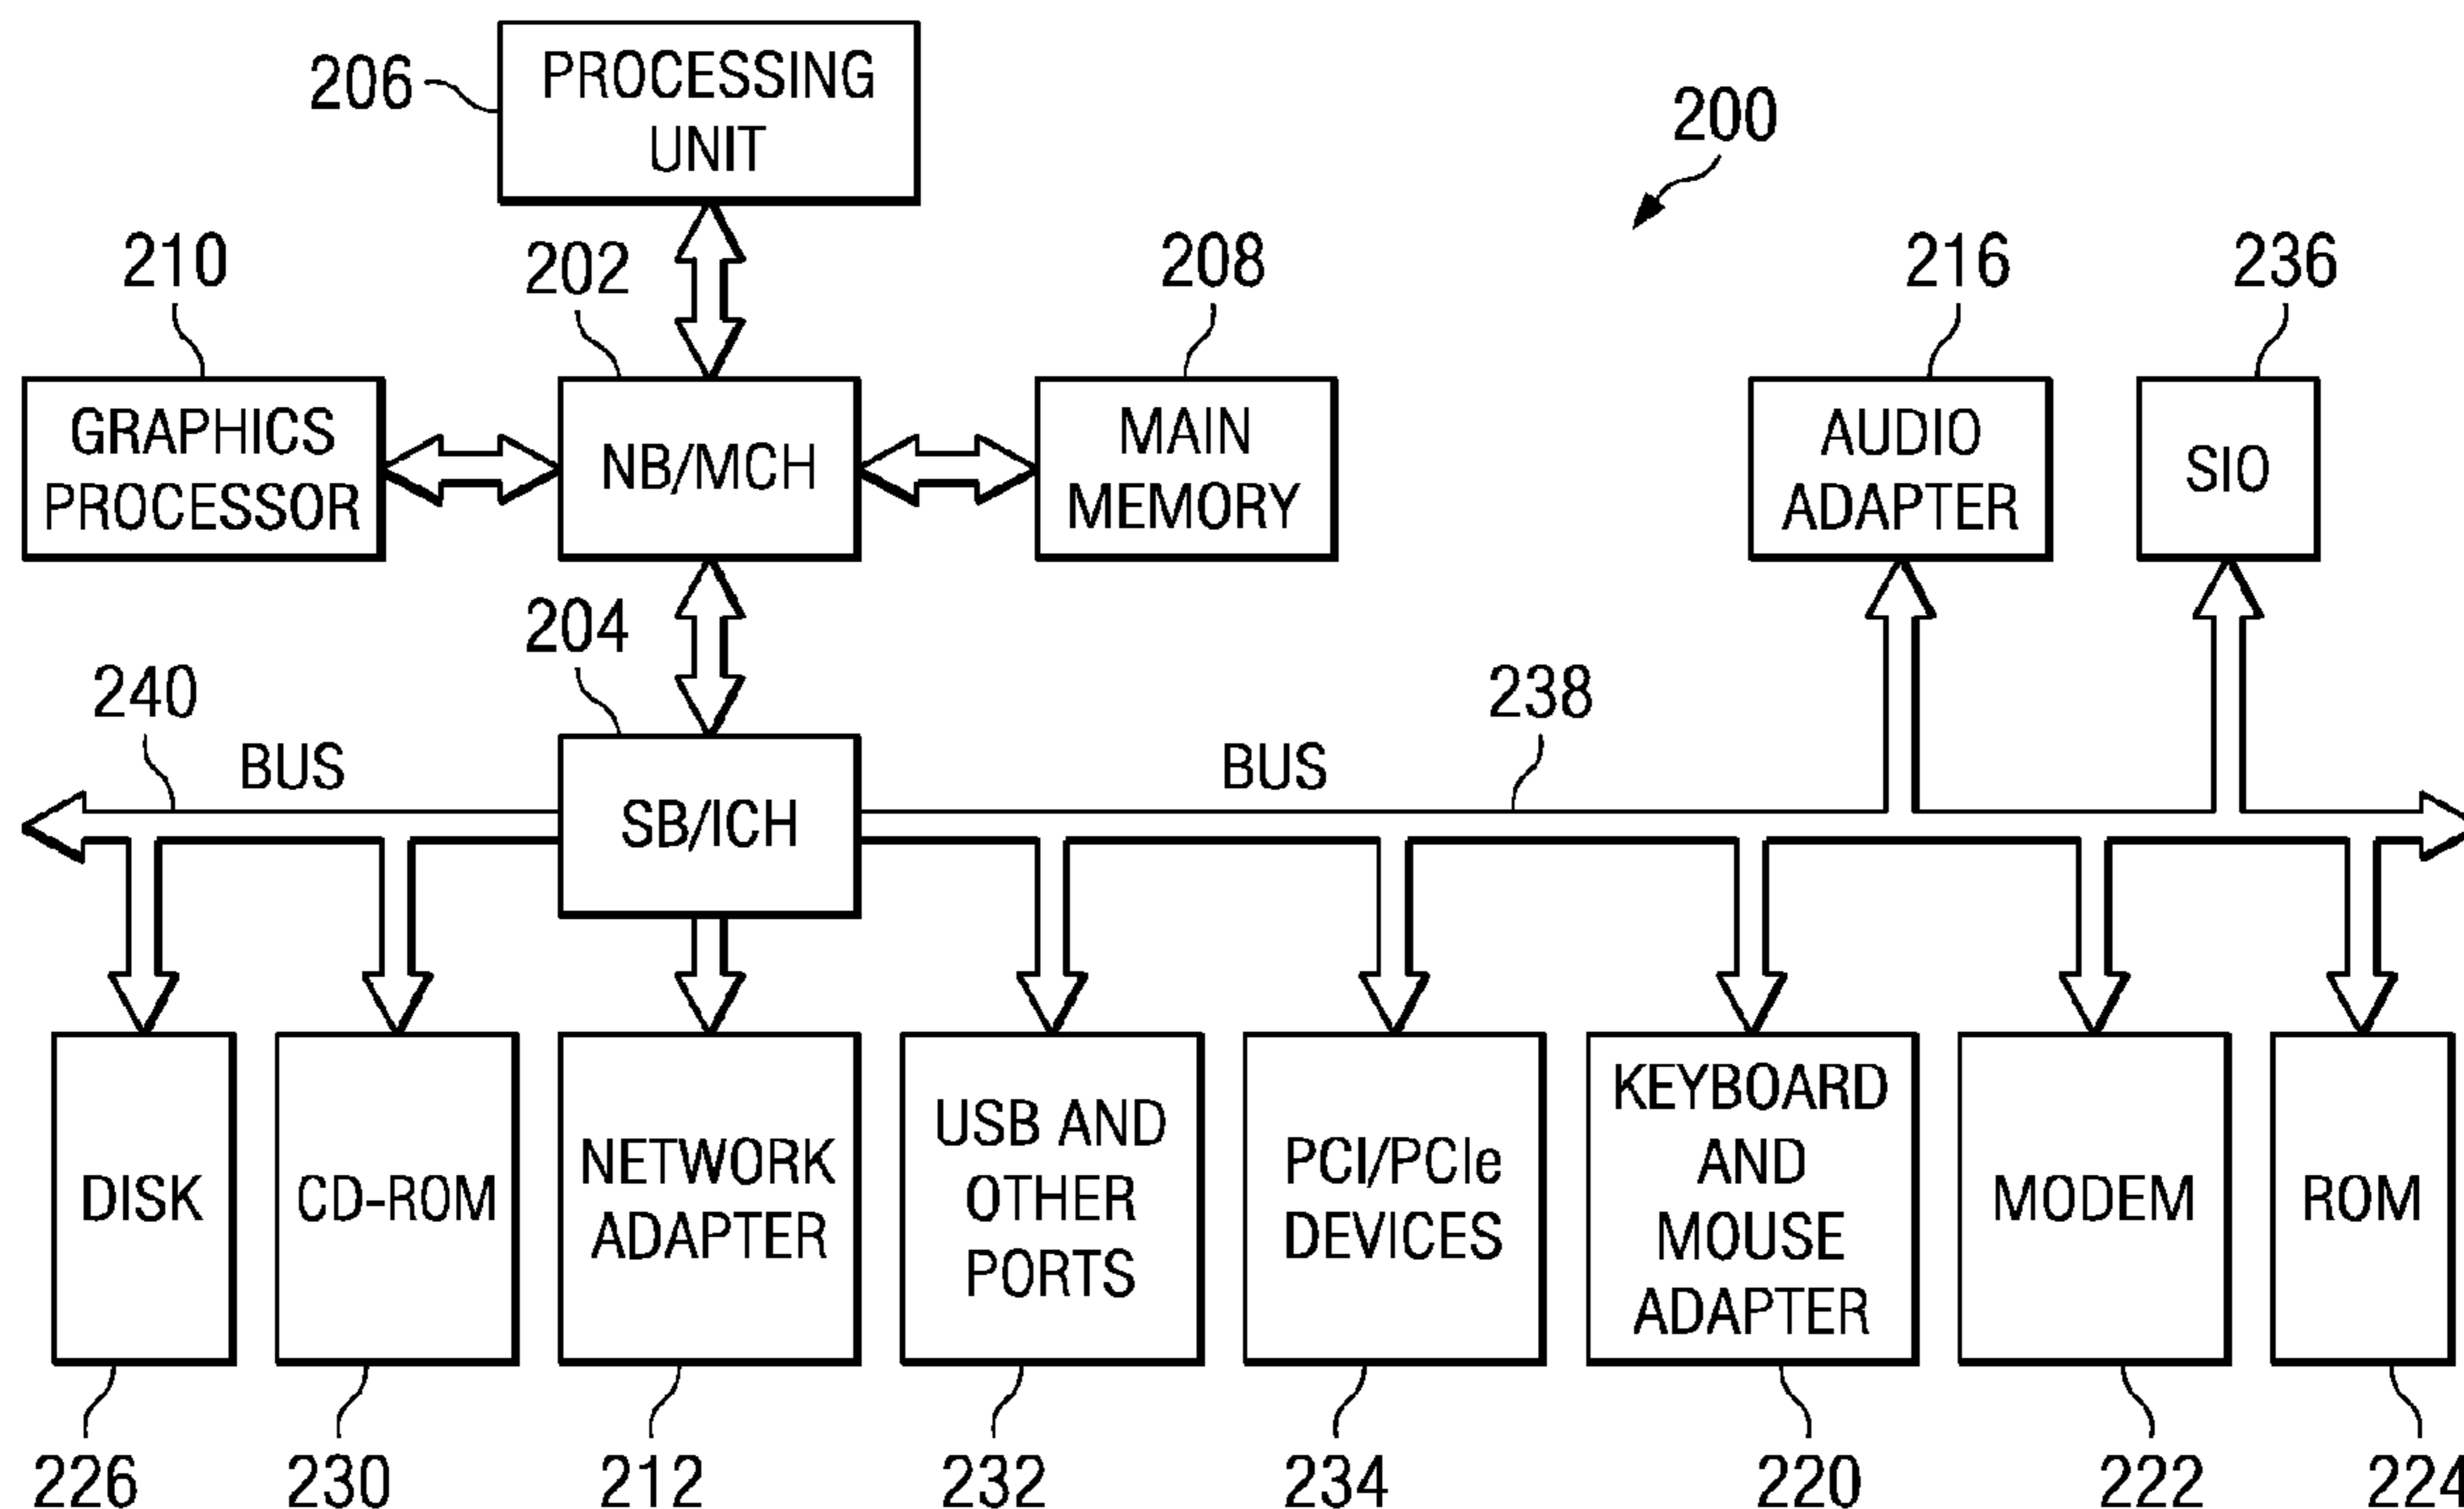 PROCESSING
UNIT
206
200
210
202
208
216
236
GRAPHICS
PROCESSOR
NB/MCH
MAIN
MEMORY
AUDIO
ADAPTER
SIO
204
240
238
BUS
BUS
SB/ICH
DISK
CD-ROM
NETWORK
ADAPTER
USB AND
OTHER
PORTS
PCI/PCIe
DEVICES
KEYBOARD
AND
MOUSE
ADAPTER
MODEM
ROM
226
230
212
232
234
220
222
224